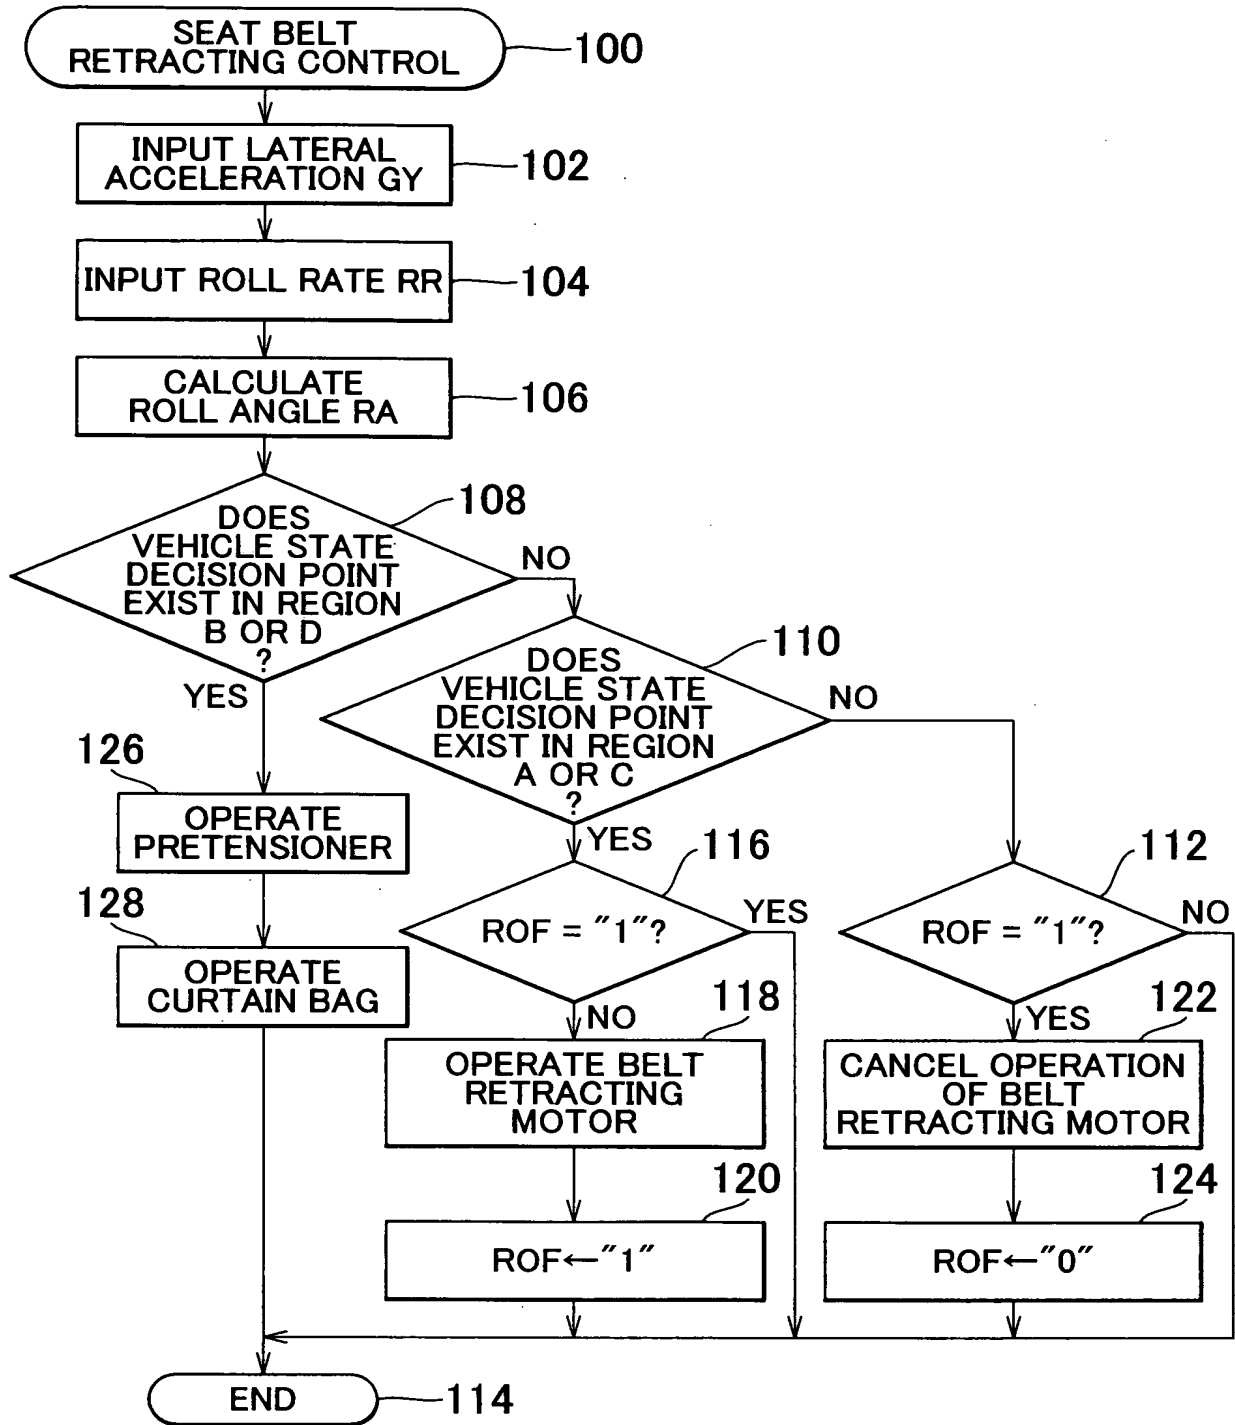 SEAT BELT
RETRACTING CONTROL
100
INPUT LATERAL
ACCELERATION GY
102
INPUT ROLL RATE RR
104
CALCULATE
ROLL ANGLE RA
106
108
DOES
VEHICLE STATE
DECISION POINT
EXIST IN REGION
B OR D
?
NO
YES
110
DOES
VEHICLE STATE
DECISION POINT
EXIST IN REGION
A OR C
?
NO
YES
126
OPERATE
PRETENSIONER
128
OPERATE
CURTAIN BAG
116
ROF = "1"?
YES
NO
112
ROF = "1"?
NO
YES
118
OPERATE BELT
RETRACTING
MOTOR
122
CANCEL OPERATION
OF BELT
RETRACTING MOTOR
120
ROF←"1"
124
ROF←"0"
END
114